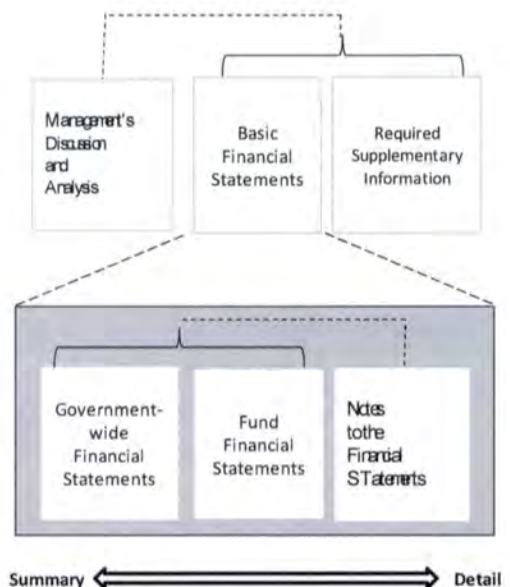 Management's
Discussion
and
Analysis
Basic
Financial
Statements
Required
Supplementary
Information
Government-
wide
Financial
Statements
Fund
Financial
Statements
Notes
to the
Financial
STatements
Summary
Detail